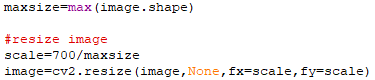 maxsize=max(image.shape)
#resize image
scale=700/maxsize
image=cv2.resize(image,None,fx=scale,fy=scale)